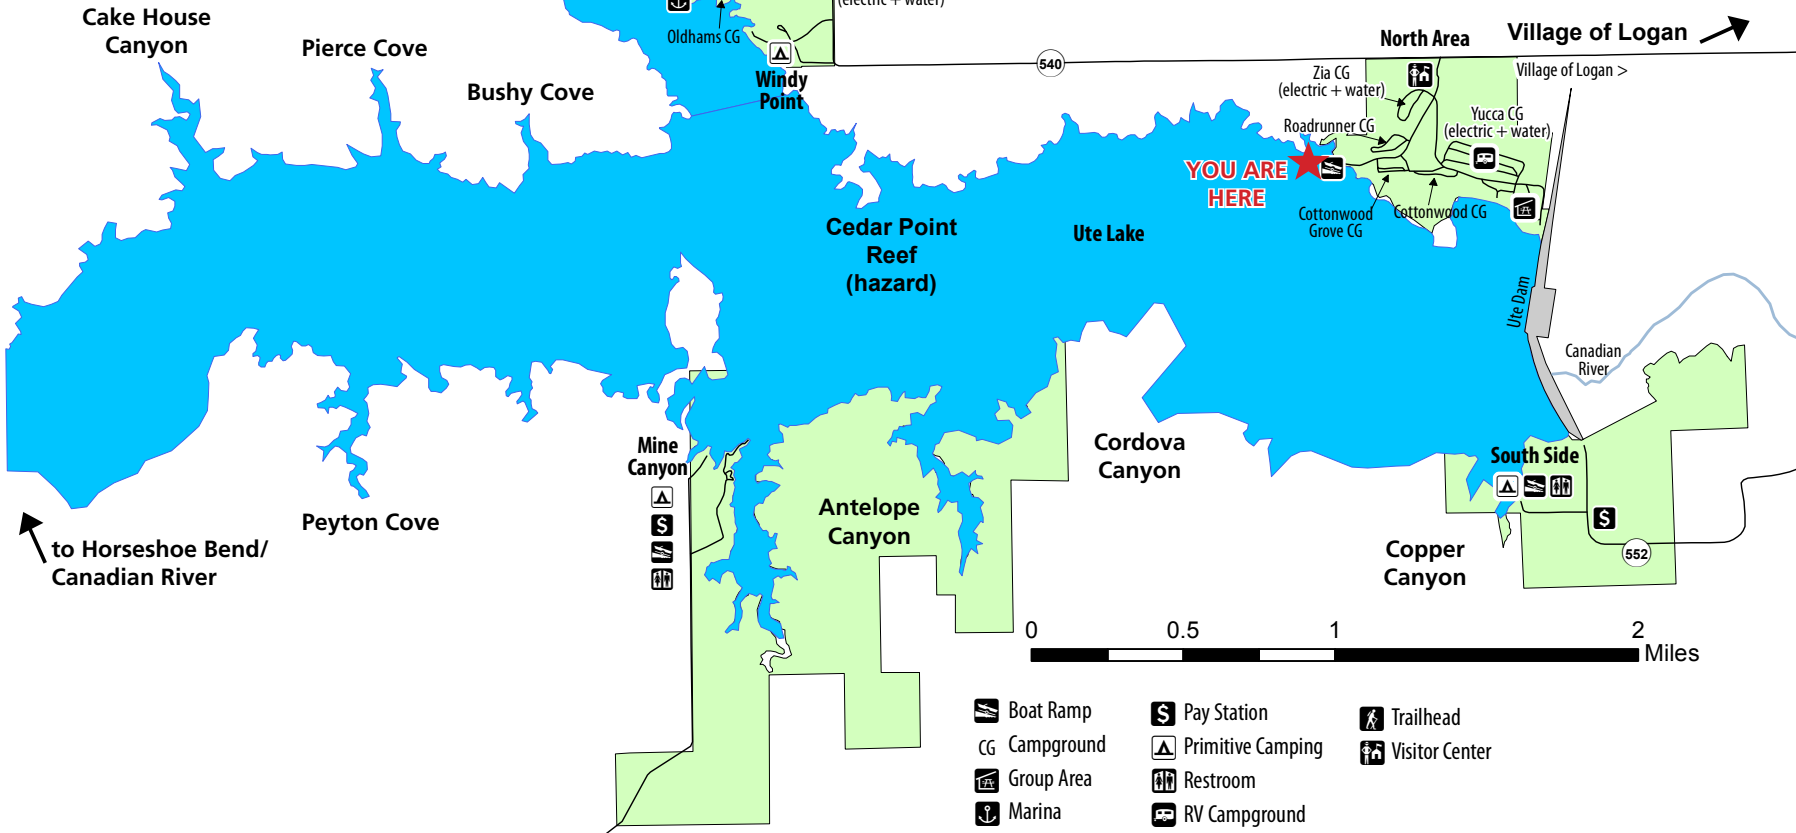 (electric + water)
Cake House
Canyon
Pierce Cove
Bushy Cove
Oldhams CG
Windy
Point
540
North Area
Village of Logan
Village of Logan >
Zia CG
(electric + water)
Yucca CG
(electric + water)
Roadrunner CG
YOU ARE
HERE
Cottonwood
Grove CG
Cottonwood CG
Cedar Point
Reef
(hazard)
Ute Lake
Ute Dam
Canadian
River
Mine
Canyon
$
Antelope
Canyon
Cordova
Canyon
South Side
$
552
Copper
Canyon
Peyton Cove
to Horseshoe Bend/
Canadian River
0 0.5 1 2
Miles
Boat Ramp
CG Campground
Group Area
Marina
$ Pay Station
Primitive Camping
Restroom
RV Campground
Trailhead
Visitor Center